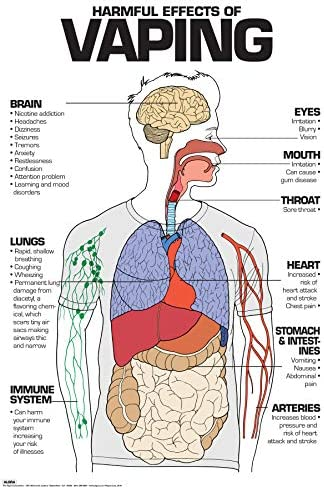 HARMFUL EFFECTS OF
VAPING
BRAIN
• Nicotine addiction
• Headaches
• Dizziness
• Seizures
• Tremors
• Anxiety
• Restlessness
• Confusion
• Attention problem
• Learning and mood
disorders
EYES
Irritation •
Blurry •
Vision
MOUTH
Irritation •
Can cause •
gum disease
THROAT
Sore throat •
LUNGS
• Rapid, shallow
breathing
• Coughing
• Wheezing
• Permanent lung
damage from
diacetyl, a
flavoring chem-
ical, which
scars tiny air
sacs making
airways thic
and narrow
HEART
Increased •
risk of
heart attack
and stroke
Chest pain •
STOMACH
& INTEST-
INES
Vomiting •
Nausea •
Abdominal •
pain
IMMUNE
SYSTEM
• Can harm
your immune
system
increasing
your risk
of illnesses
ARTERIES
Increases blood •
pressure and
risk of heart
attack and stroke